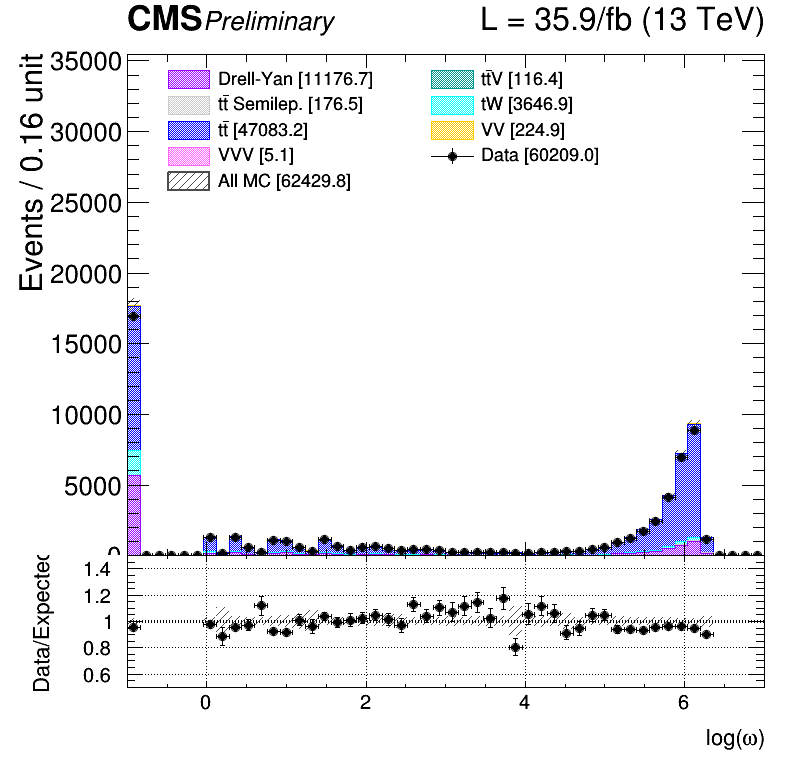 CMS Preliminary L = 35.9/fb (13 TeV)
Events / 0.16 unit
35000
30000
25000
20000
15000
10000
5000
0
Drell-Yan [11176.7]
tt̄ Semilep. [176.5]
tt̄ [47083.2]
VVV [5.1]
All MC [62429.8]
tt̄V [116.4]
tW [3646.9]
VV [224.9]
Data [60209.0]
Data/Expected
1.4
1.2
1
0.8
0.6
0 2 4 6
log(ω)